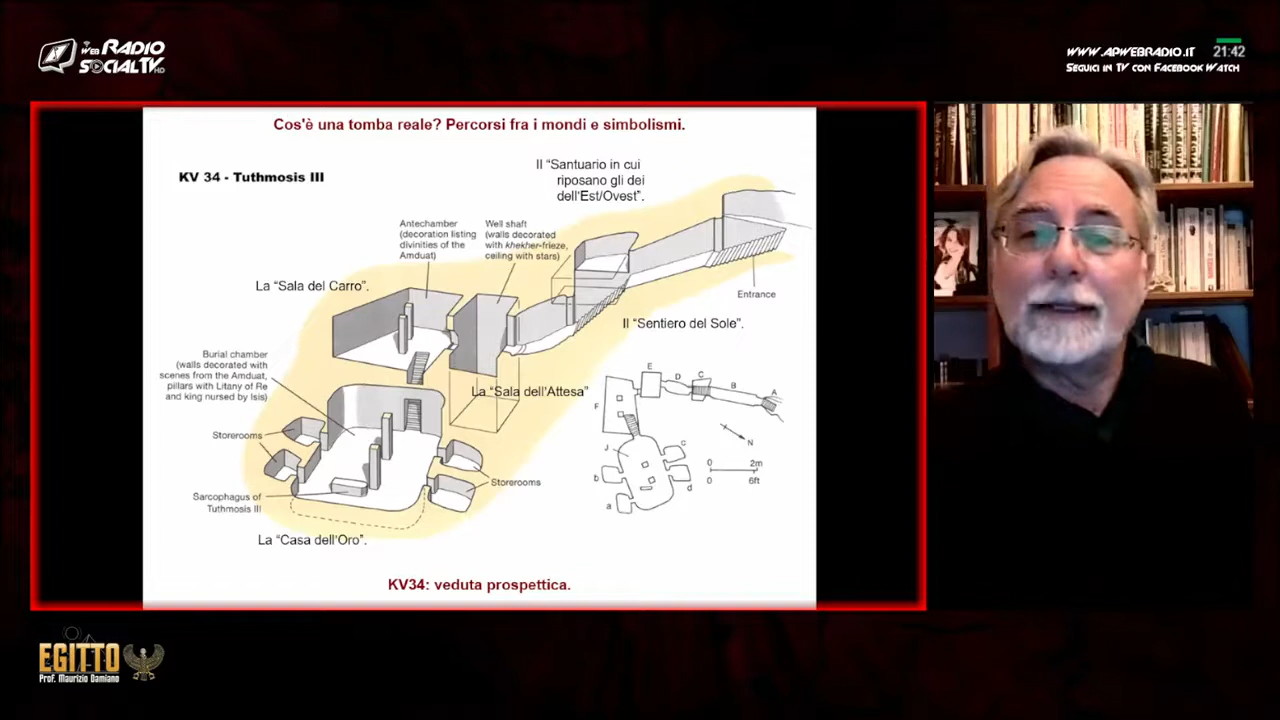 WEB RADIO
SOCIALTV HD
WWW.APWEBRADIO.IT
SEGUICI IN TV CON FACEBOOK WATCH
21:42
Cos'è una tomba reale? Percorsi fra i mondi e simbolismi.
KV 34 - Tuthmosis III
Il "Santuario in cui
riposano gli dei
dell'Est/Ovest".
Antechamber
(decoration listing
divinities of the
Amduat)
Well shaft
(walls decorated
with khekher-frieze,
ceiling with stars)
La "Sala del Carro".
Entrance
Il "Sentiero del Sole".
Burial chamber
(walls decorated with
scenes from the Amduat,
pillars with Litany of Re
and king nursed by Isis)
La "Sala dell'Attesa"
Storerooms
Sarcophagus of
Tuthmosis III
Storerooms
La "Casa dell'Oro".
E
D
C
B
A
F
N
J
c
b
d
a
0 2m
0 6ft
KV34: veduta prospettica.
EGITTO
Prof. Maurizio Damiano